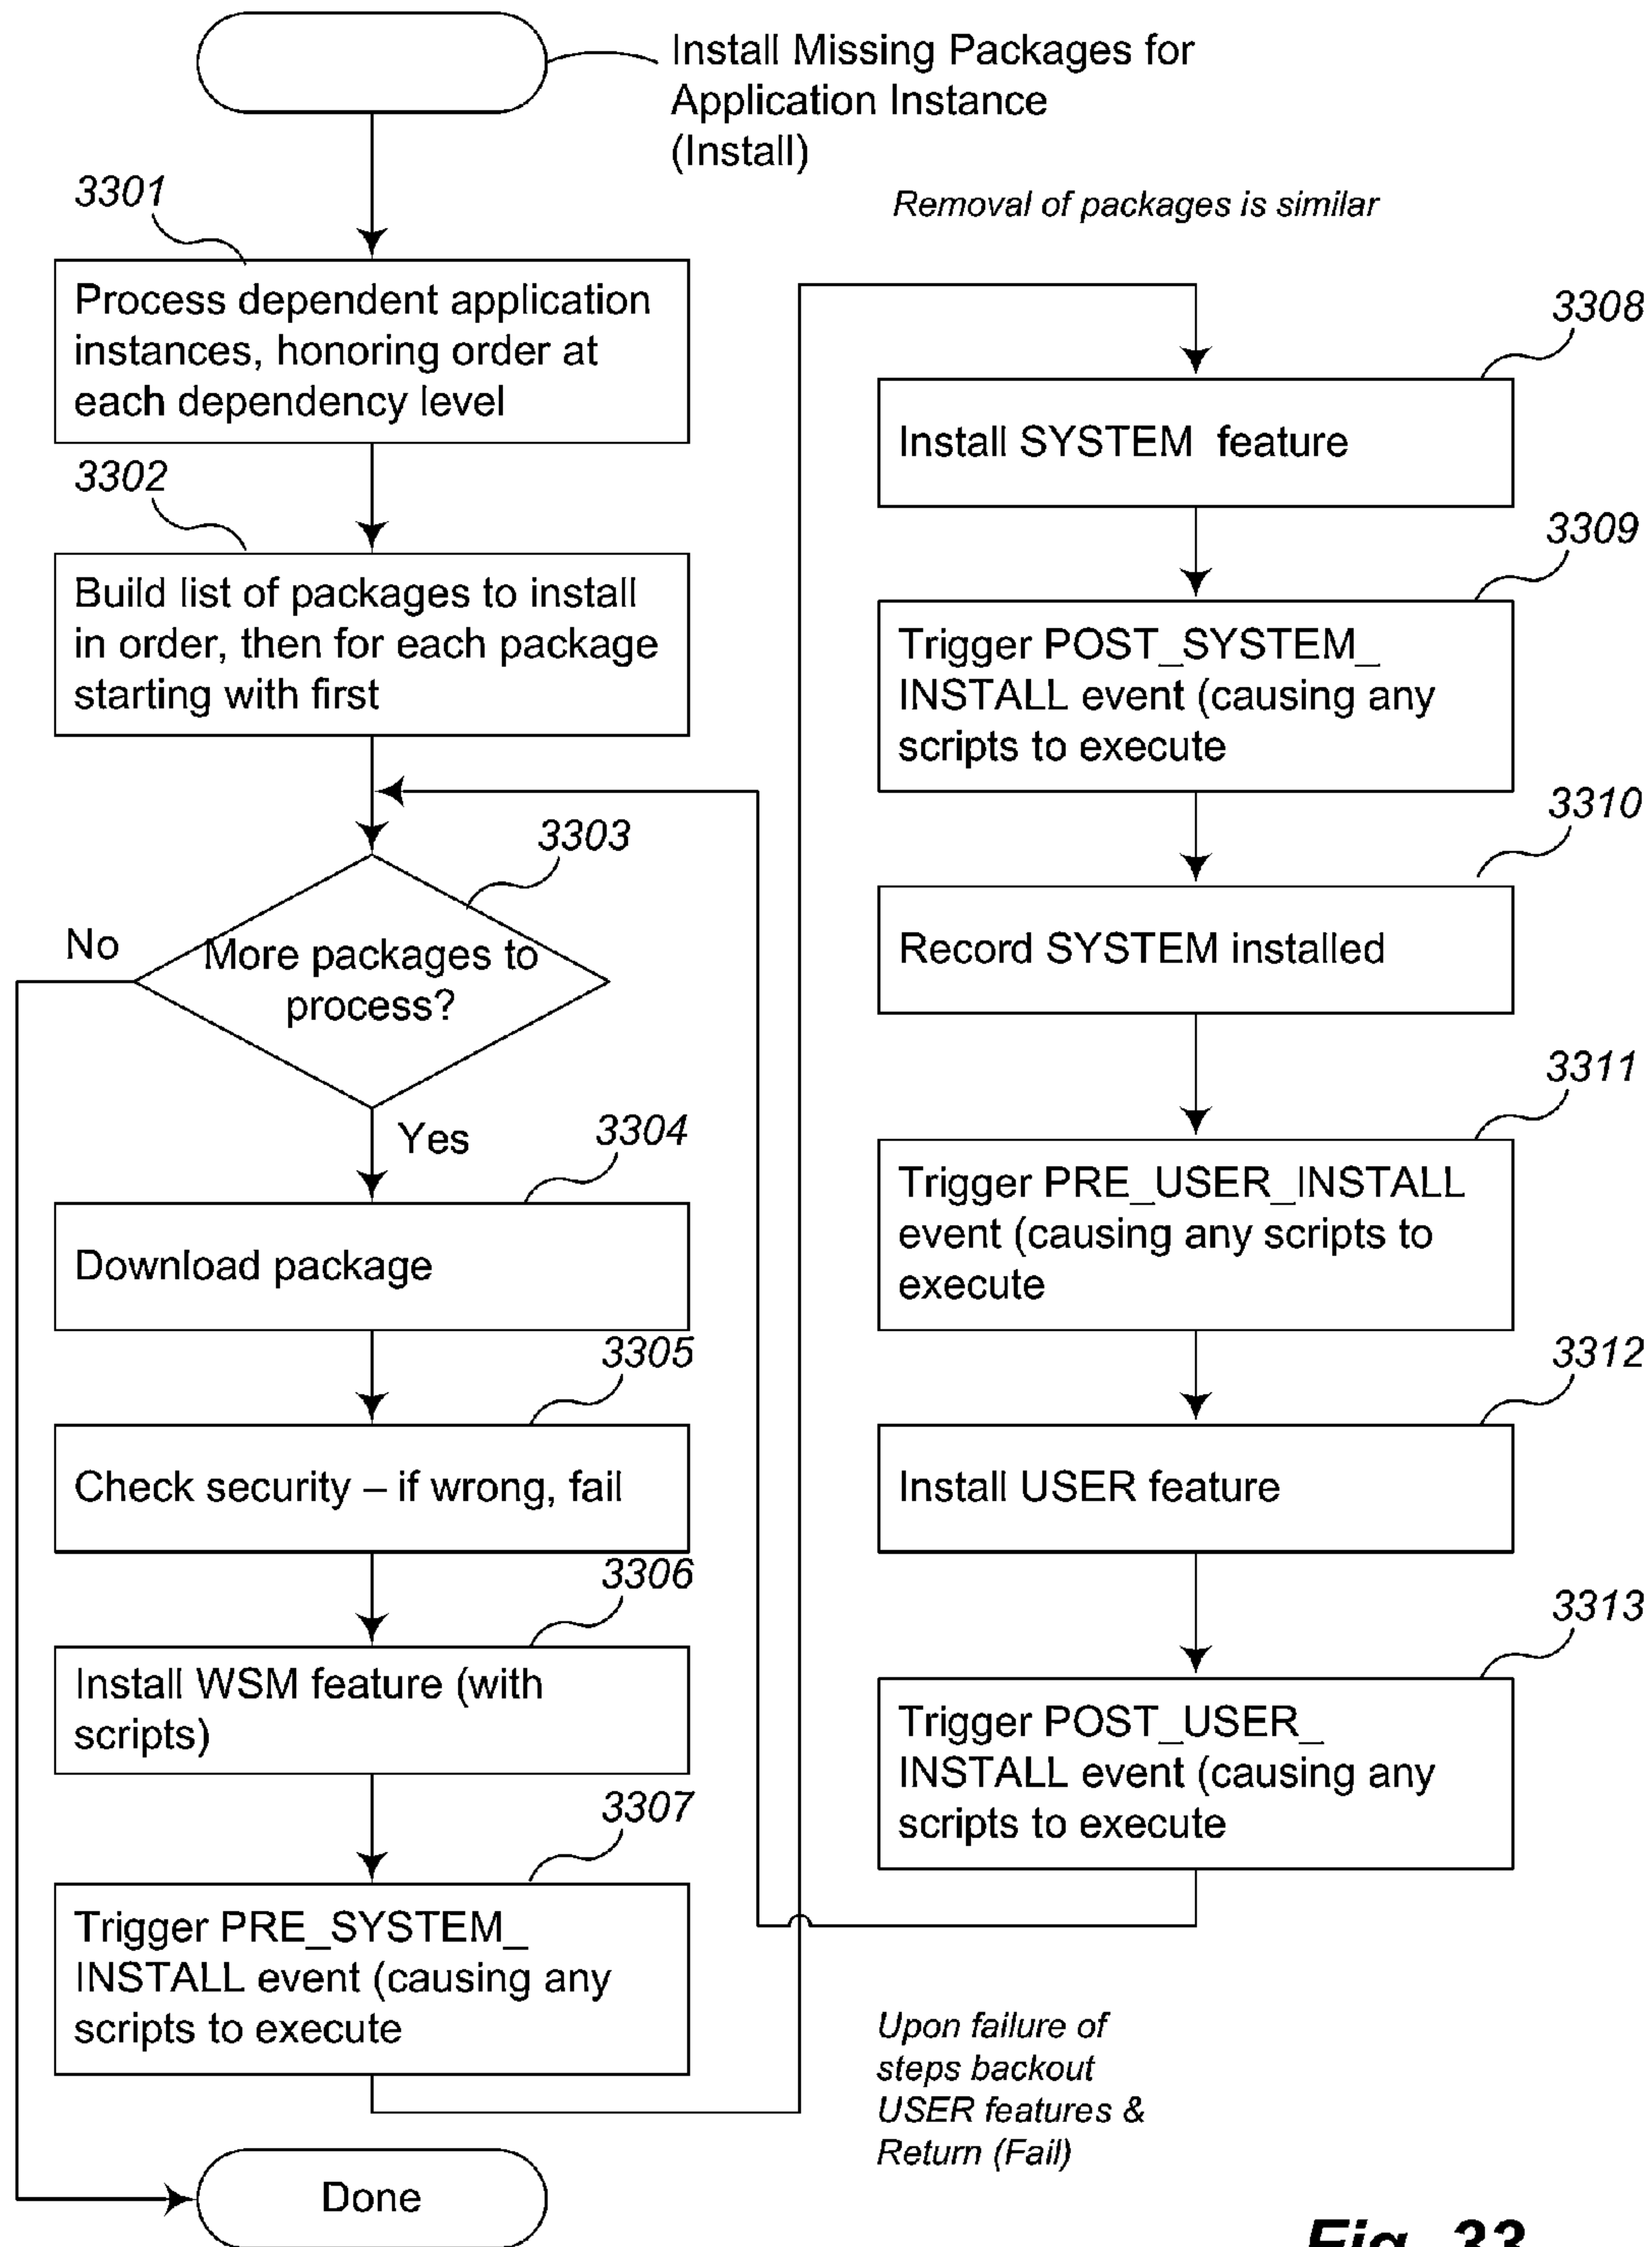 Install Missing Packages for
Application Instance
(Install)
Removal of packages is similar
3301
Process dependent application
instances, honoring order at
each dependency level
3302
Build list of packages to install
in order, then for each package
starting with first
3303
No
More packages to
process?
Yes
3304
Download package
3305
Check security – if wrong, fail
3306
Install WSM feature (with
scripts)
3307
Trigger PRE_SYSTEM_
INSTALL event (causing any
scripts to execute
Done
3308
Install SYSTEM feature
3309
Trigger POST_SYSTEM_
INSTALL event (causing any
scripts to execute
3310
Record SYSTEM installed
3311
Trigger PRE_USER_INSTALL
event (causing any scripts to
execute
3312
Install USER feature
3313
Trigger POST_USER_
INSTALL event (causing any
scripts to execute
Upon failure of
steps backout
USER features &
Return (Fail)
Fig. 33